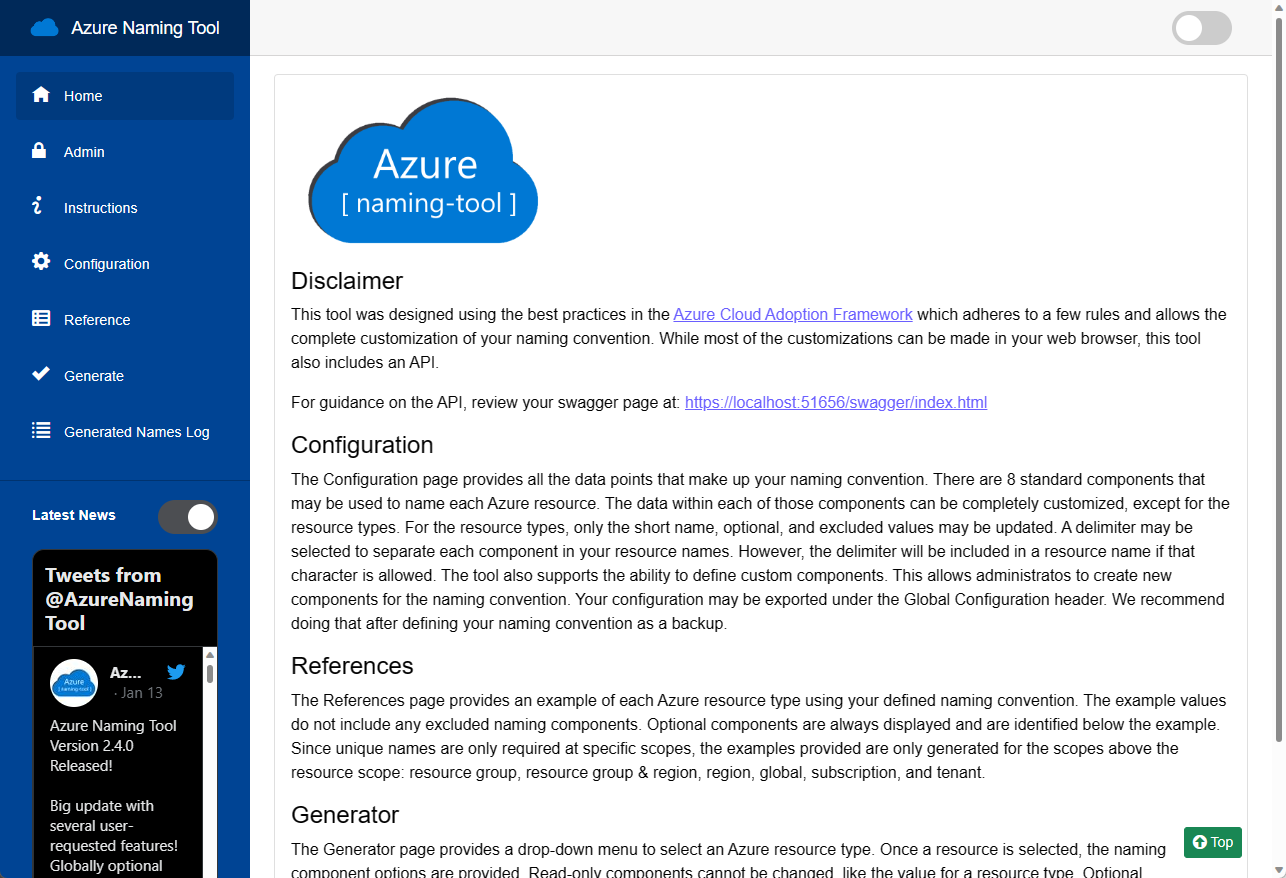 Azure Naming Tool
Home
Admin
Instructions
Configuration
Reference
Generate
Generated Names Log
Latest News
Tweets from
@AzureNaming
Tool
Azure
[ naming-tool ]
Az...
· Jan 13
Azure Naming Tool
Version 2.4.0
Released!
Big update with
several user-
requested features!
Globally optional
Azure
[ naming-tool ]
Disclaimer
This tool was designed using the best practices in the Azure Cloud Adoption Framework which adheres to a few rules and allows the
complete customization of your naming convention. While most of the customizations can be made in your web browser, this tool
also includes an API.
For guidance on the API, review your swagger page at: https://localhost:51656/swagger/index.html
Configuration
The Configuration page provides all the data points that make up your naming convention. There are 8 standard components that
may be used to name each Azure resource. The data within each of those components can be completely customized, except for the
resource types. For the resource types, only the short name, optional, and excluded values may be updated. A delimiter may be
selected to separate each component in your resource names. However, the delimiter will be included in a resource name if that
character is allowed. The tool also supports the ability to define custom components. This allows administratos to create new
components for the naming convention. Your configuration may be exported under the Global Configuration header. We recommend
doing that after defining your naming convention as a backup.
References
The References page provides an example of each Azure resource type using your defined naming convention. The example values
do not include any excluded naming components. Optional components are always displayed and are identified below the example.
Since unique names are only required at specific scopes, the examples provided are only generated for the scopes above the
resource scope: resource group, resource group & region, region, global, subscription, and tenant.
Generator
The Generator page provides a drop-down menu to select an Azure resource type. Once a resource is selected, the naming
component options are provided. Read-only components cannot be changed, like the value for a resource type. Optional
Top